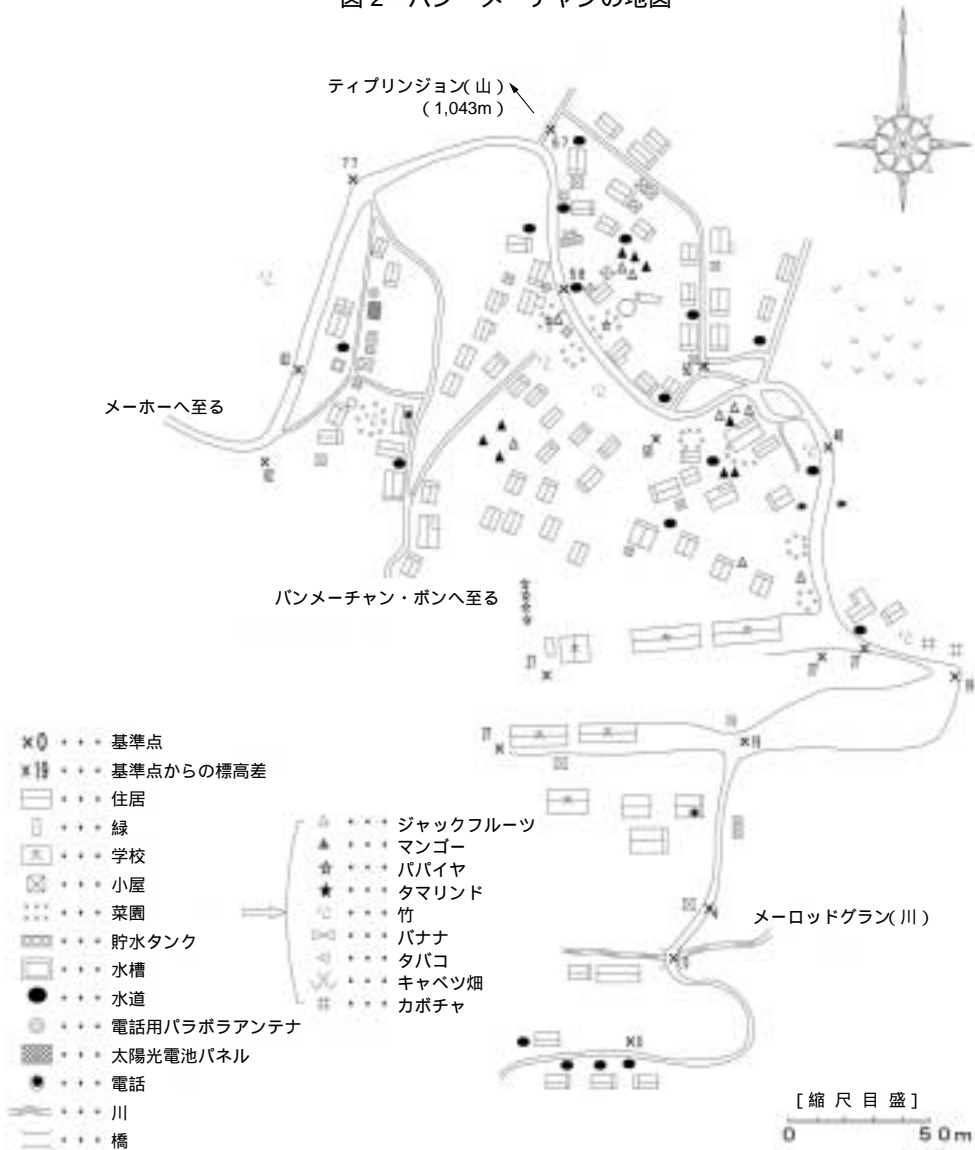 図2 バン・メーチャンの地図
ティプリンジョン(山)
(1,043m)
77
67
58
メーホーへ至る
バンメーチャン・ボンへ至る
メーロッドグラン(川)
×0・・・基準点
×19・・・基準点からの標高差
・・・住居
・・・緑
・・・学校
・・・小屋
・・・菜園
・・・貯水タンク
・・・水槽
・・・水道
・・・電話用パラボラアンテナ
・・・太陽光電池パネル
・・・電話
・・・川
・・・橋
・・・ジャックフルーツ
・・・マンゴー
・・・パパイヤ
・・・タマリンド
・・・竹
・・・バナナ
・・・タバコ
・・・キャベツ畑
・・・カボチャ
[縮尺目盛]
0 50m